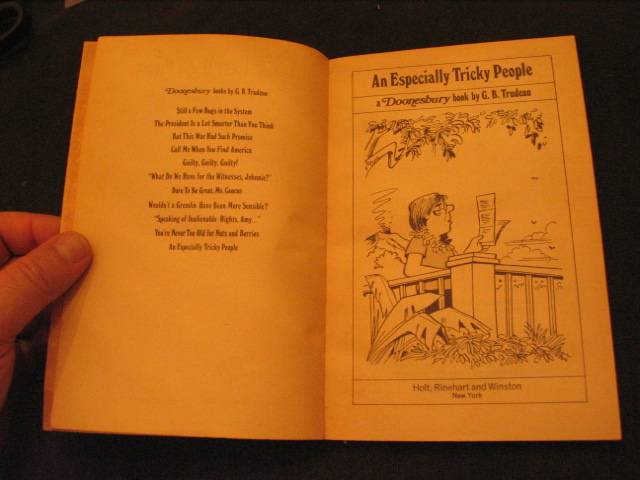 Doonesbury books by G. B. Trudeau
Still a Few Bugs in the System
The President Is a Lot Smarter Than You Think
But This War Had Such Promise
Call Me When You Find America
Guilty, Guilty, Guilty!
"What Do We Have for the Witnesses, Johnnie?"
Dare To Be Great, Ms. Caucus
Wouldn't a Gremlin Have Been More Sensible?
"Speaking of Inalienable Rights, Amy..."
You're Never Too Old for Nuts and Berries
An Especially Tricky People
An Especially Tricky People
a Doonesbury book by G. B. Trudeau
Holt, Rinehart and Winston
New York